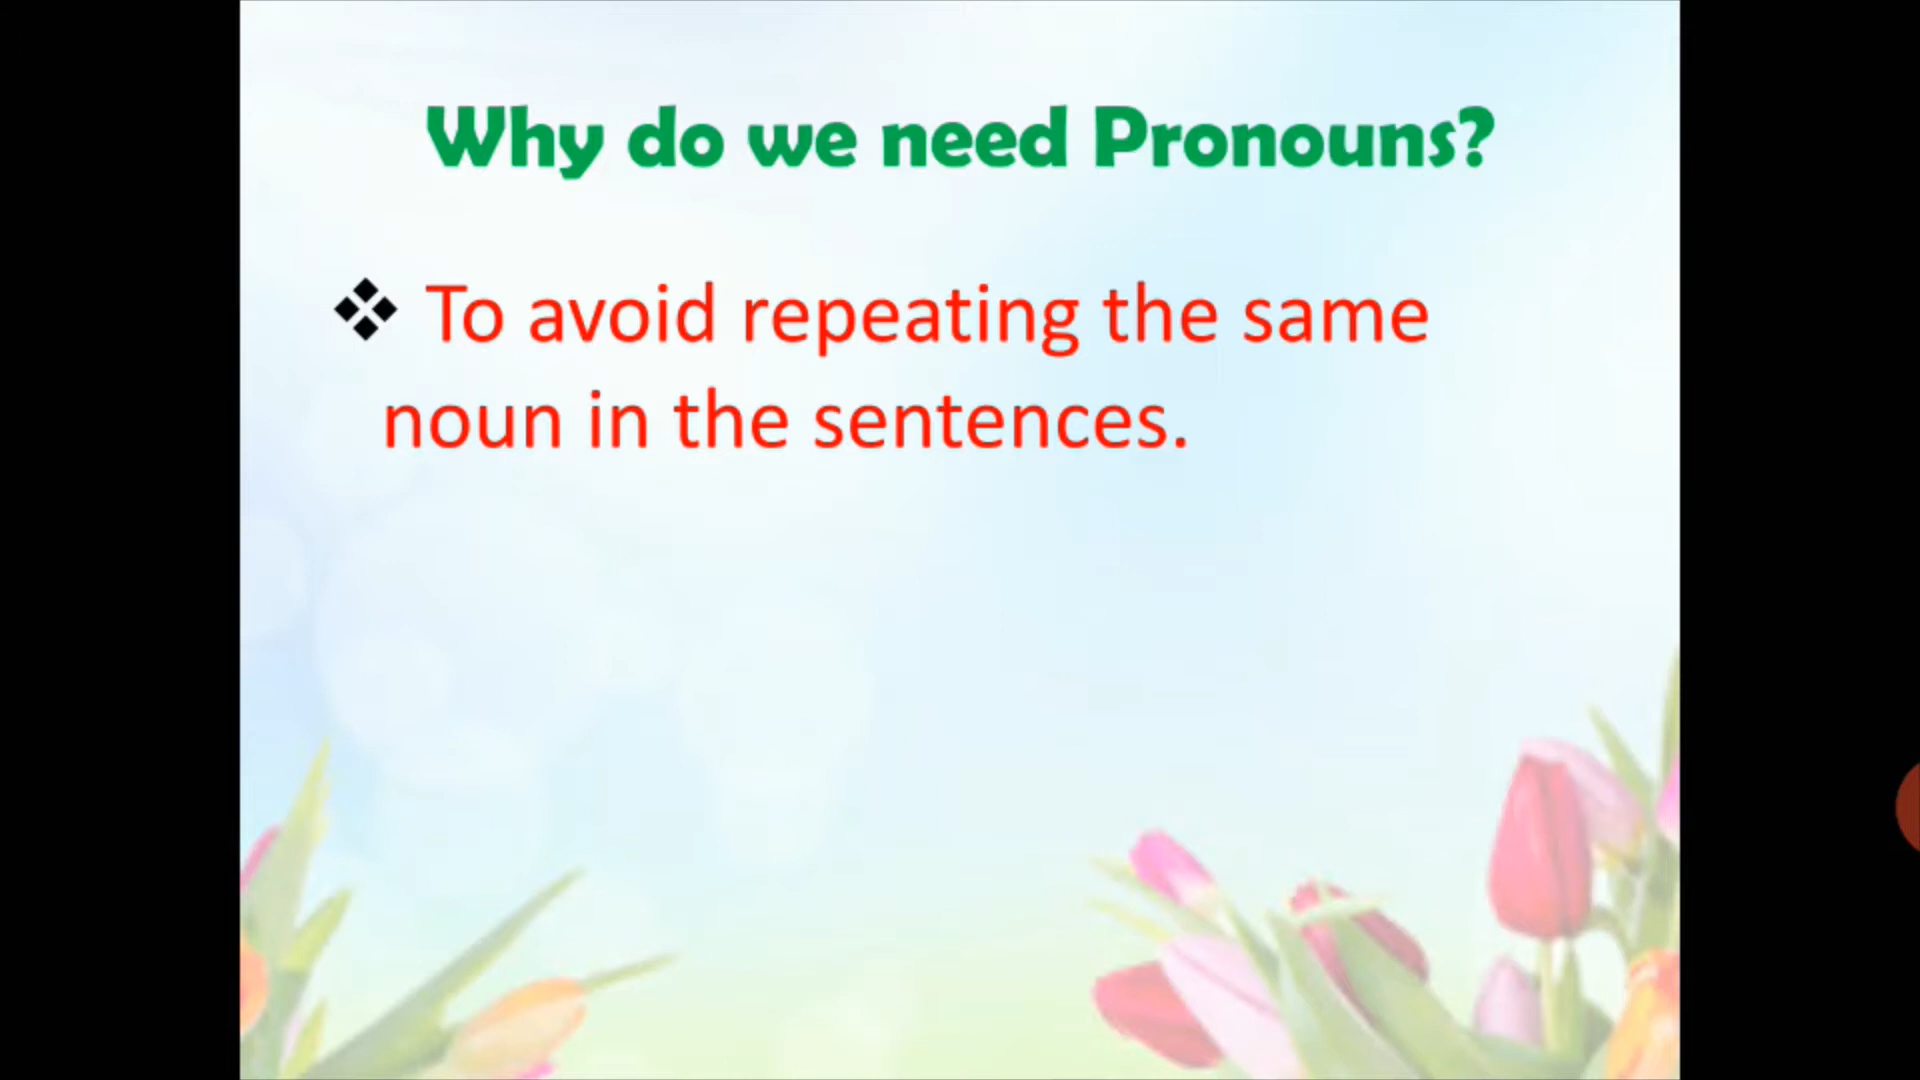 Why do we need Pronouns?
❖ To avoid repeating the same
noun in the sentences.